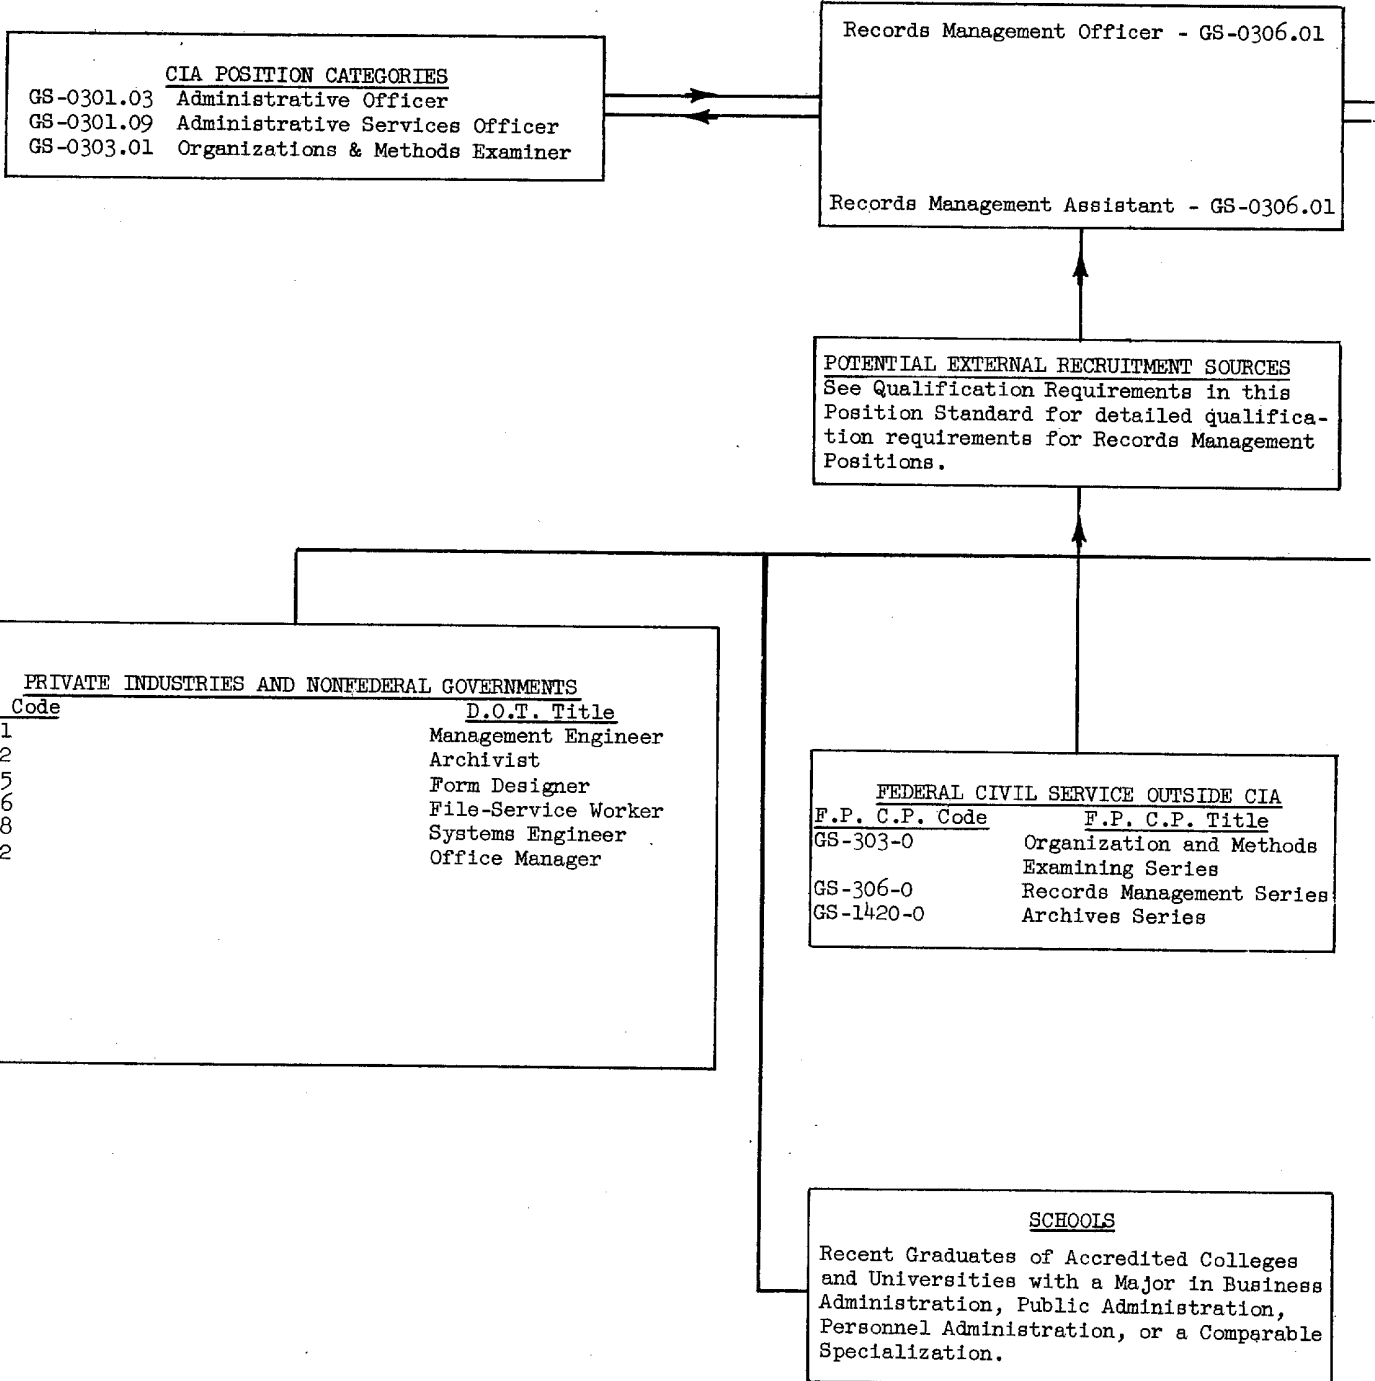 Records Management Officer - GS-0306.01
Records Management Assistant - GS-0306.01
CIA POSITION CATEGORIES
GS-0301.03 Administrative Officer
GS-0301.09 Administrative Services Officer
GS-0303.01 Organizations & Methods Examiner
POTENTIAL EXTERNAL RECRUITMENT SOURCES
See Qualification Requirements in this
Position Standard for detailed qualifica-
tion requirements for Records Management
Positions.
PRIVATE INDUSTRIES AND NONFEDERAL GOVERNMENTS
Code D.O.T. Title
1 Management Engineer
2 Archivist
5 Form Designer
6 File-Service Worker
8 Systems Engineer
2 Office Manager
FEDERAL CIVIL SERVICE OUTSIDE CIA
F.P. C.P. Code F.P. C.P. Title
GS-303-0 Organization and Methods
Examining Series
GS-306-0 Records Management Series
GS-1420-0 Archives Series
SCHOOLS
Recent Graduates of Accredited Colleges
and Universities with a Major in Business
Administration, Public Administration,
Personnel Administration, or a Comparable
Specialization.